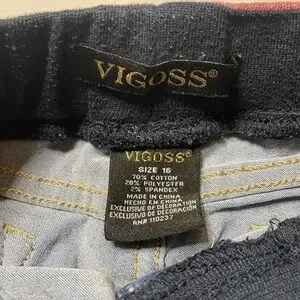 VIGOSS®
VIGOSS®
SIZE 16
70% COTTON
28% POLYESTER
2% SPANDEX
MADE IN CHINA
HECHO EN CHINA
EXCLUSIVE OF DECORATION
EXCLUSIVO DE DECORACIÓN
RN# 110237